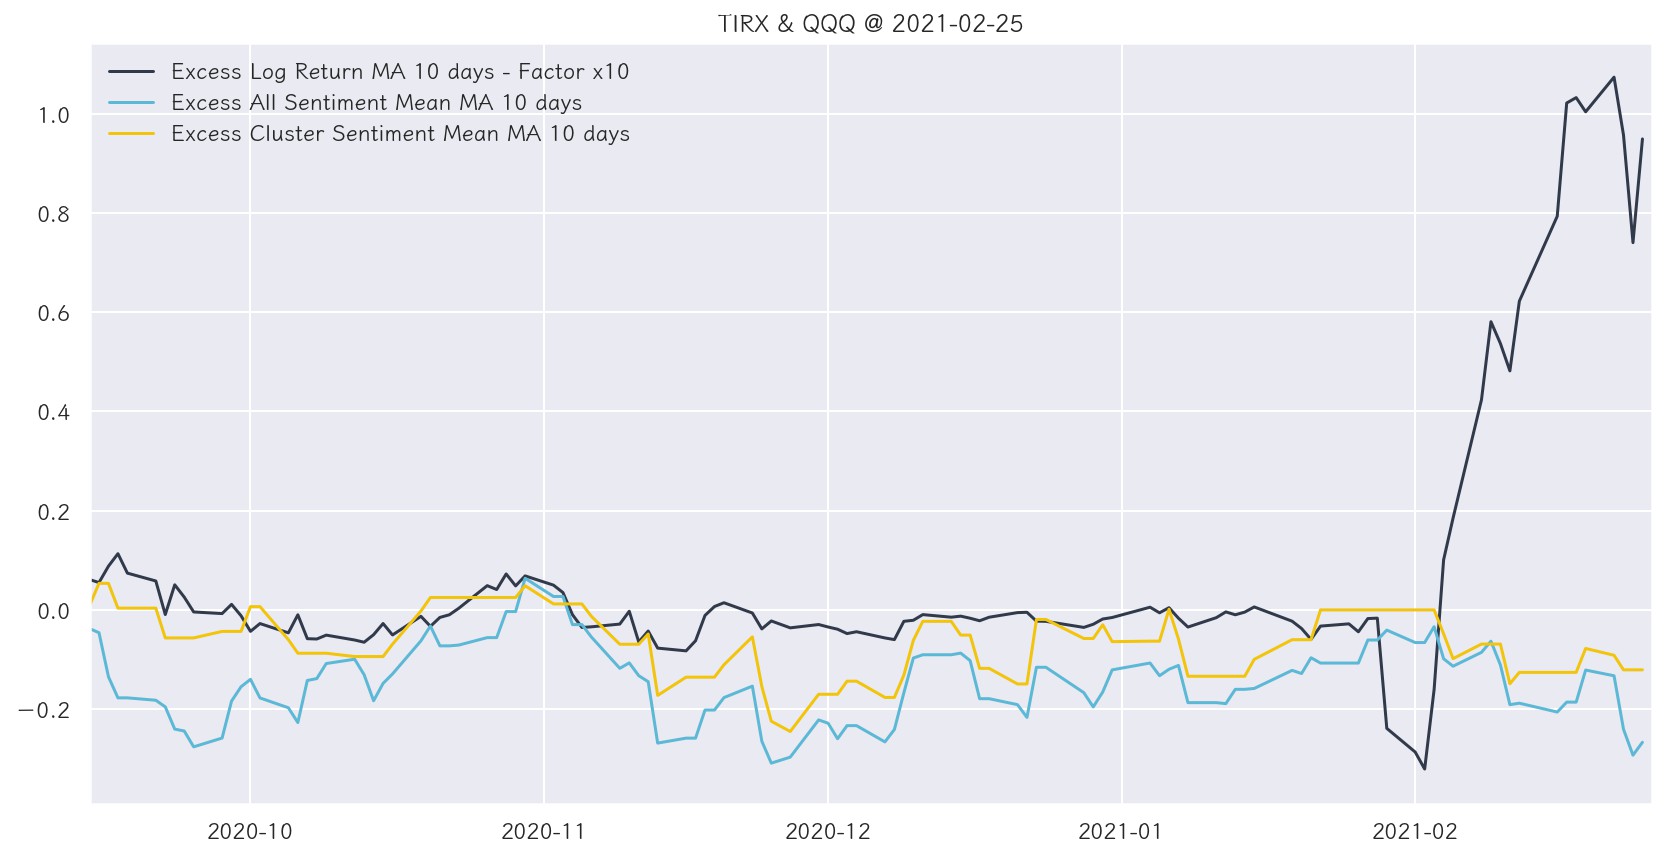 TIRX & QQQ @ 2021-02-25
Excess Log Return MA 10 days - Factor x10
Excess All Sentiment Mean MA 10 days
Excess Cluster Sentiment Mean MA 10 days
1.0
0.8
0.6
0.4
0.2
0.0
−0.2
2020-10 2020-11 2020-12 2021-01 2021-02